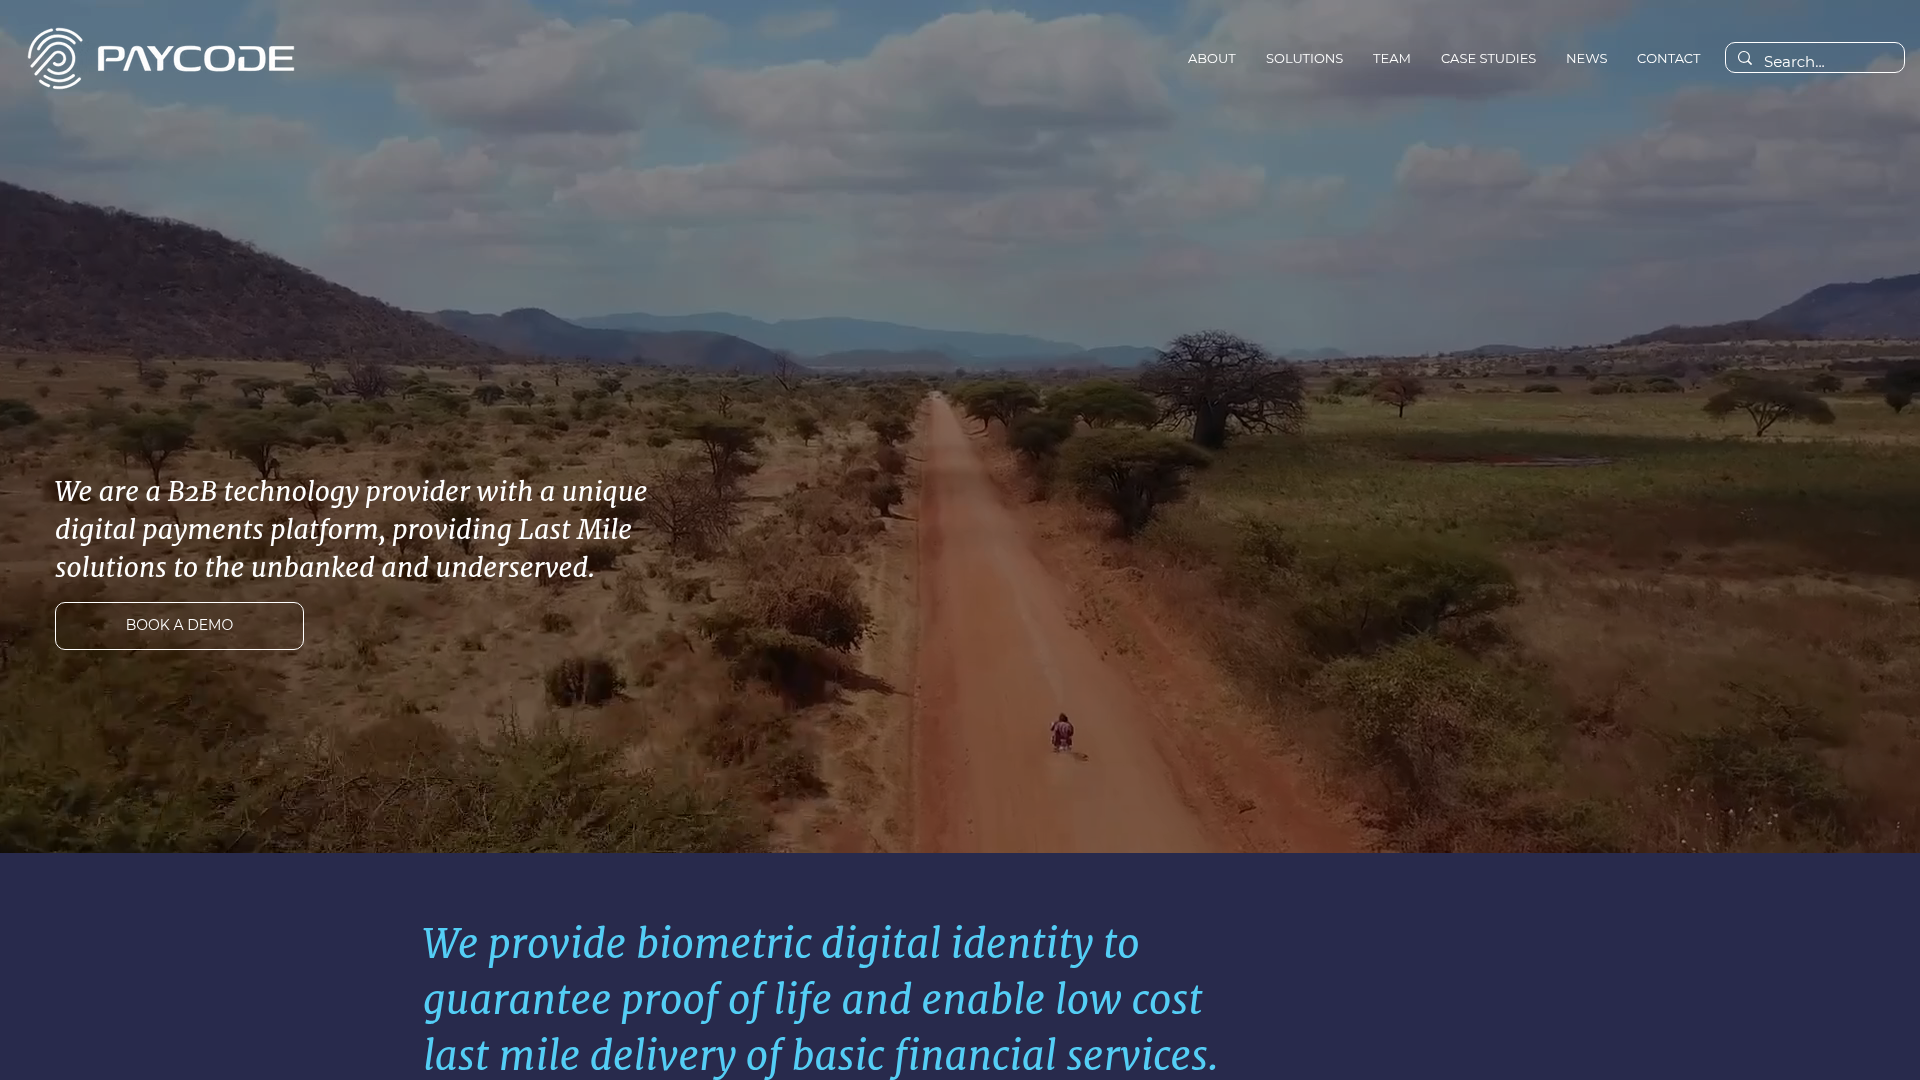 PAYCODE
ABOUT
SOLUTIONS
TEAM
CASE STUDIES
NEWS
CONTACT
Search...
We are a B2B technology provider with a unique
digital payments platform, providing Last Mile
solutions to the unbanked and underserved.
BOOK A DEMO
We provide biometric digital identity to
guarantee proof of life and enable low cost
last mile delivery of basic financial services.